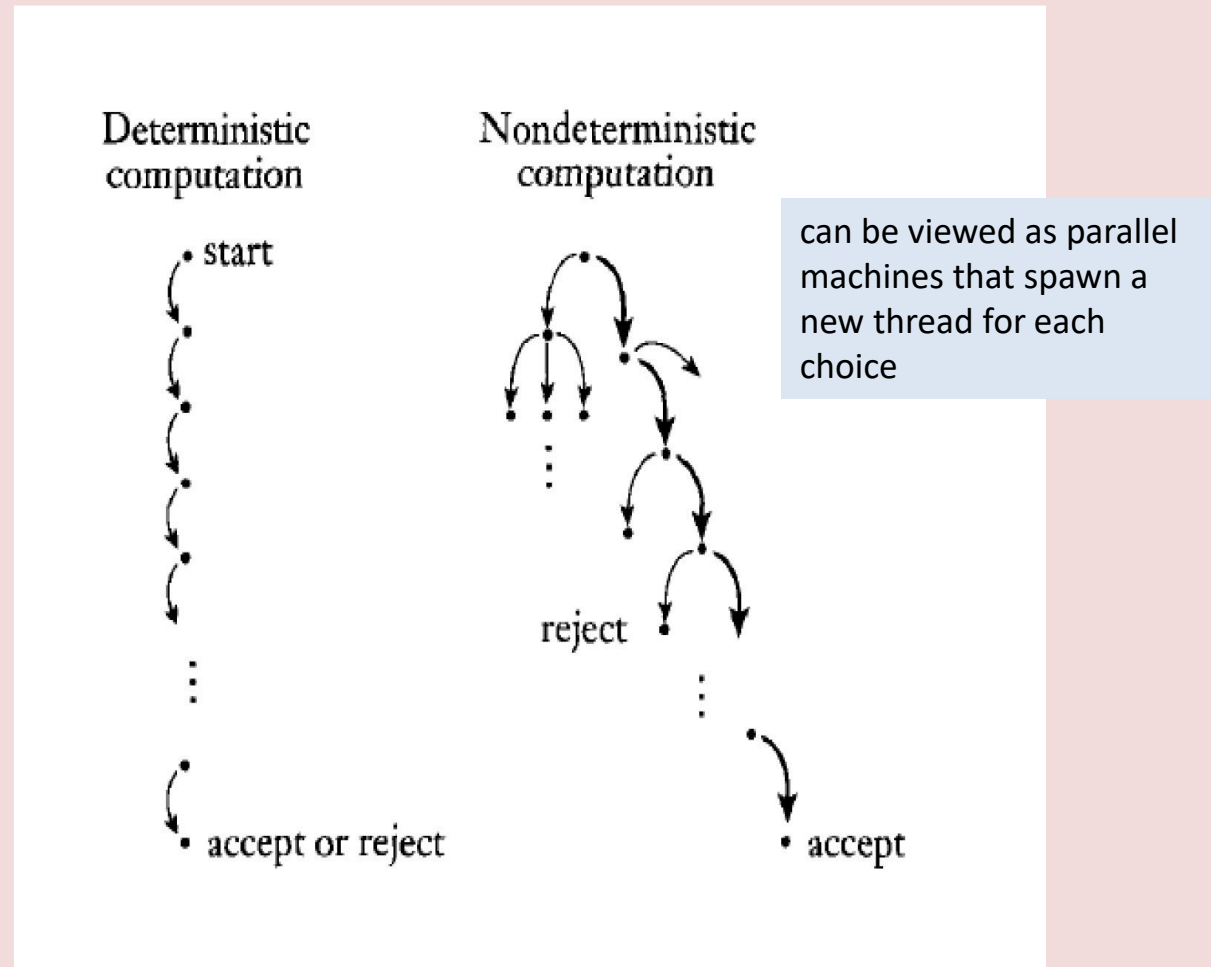 Deterministic
computation
Nondeterministic
computation
start
can be viewed as parallel
machines that spawn a
new thread for each
choice
reject
accept or reject
accept